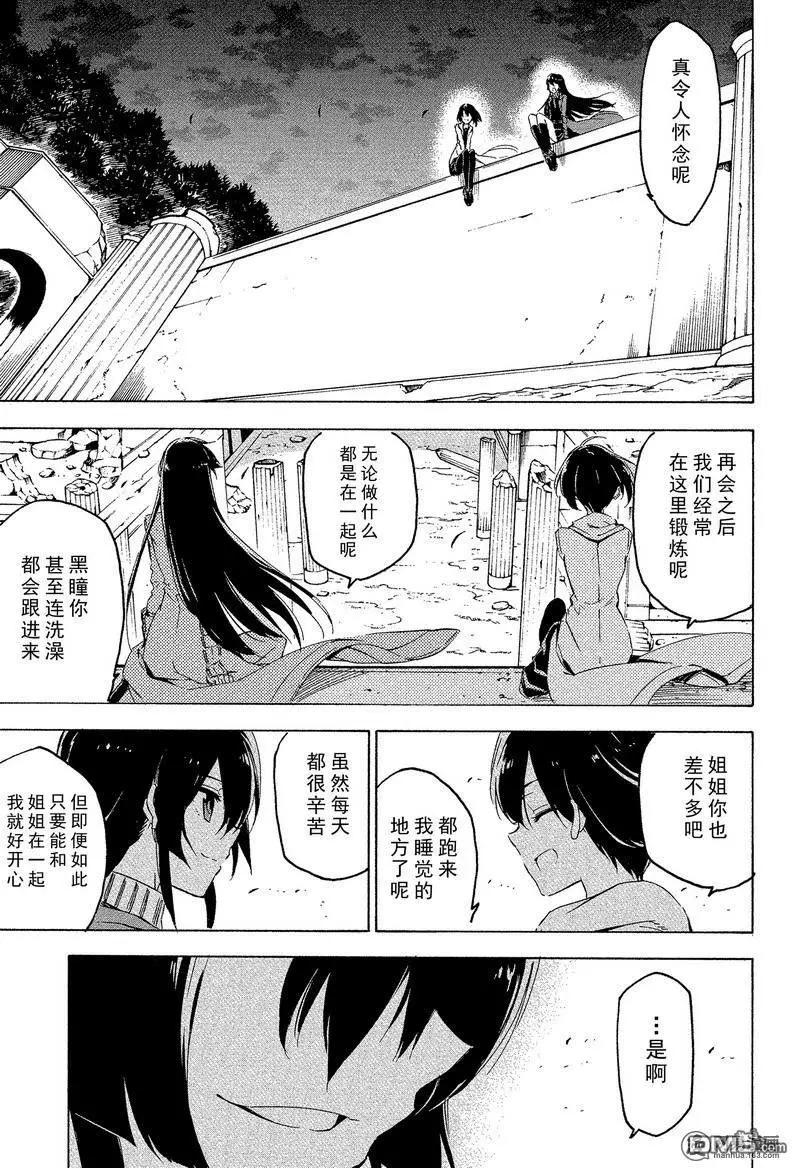 真令人怀念呢
再会之后
我们经常
在这里锻炼呢
无论做什么
都是在一起呢
黑瞳你
甚至连洗澡
都会跟进来
姐姐你也
差不多吧
都跑来
我睡觉的
地方了呢
虽然每天
都很辛苦
但即便如此
只要能和
姐姐在一起
我就好开心
…是啊
manhua.163.com